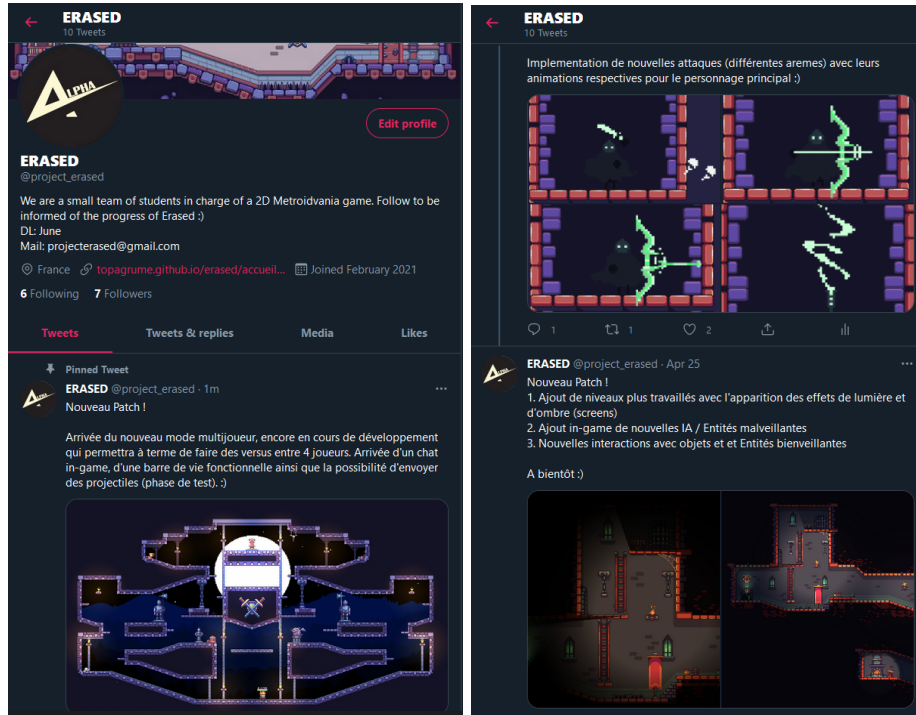 ERASED
10 Tweets
ALPHA
Edit profile
ERASED
@project_erased
We are a small team of students in charge of a 2D Metroidvania game. Follow to be
informed of the progress of Erased :)
DL: June
Mail: projecterased@gmail.com
France topagrume.github.io/erased/accueil... Joined February 2021
6 Following 7 Followers
Tweets Tweets & replies Media Likes
Pinned Tweet
ERASED @project_erased · 1m
Nouveau Patch !
Arrivée du nouveau mode multijoueur, encore en cours de développement
qui permettra à terme de faire des versus entre 4 joueurs. Arrivée d'un chat
in-game, d'une barre de vie fonctionnelle ainsi que la possibilité d'envoyer
des projectiles (phase de test). :)
ALPHA
ERASED
10 Tweets
Implementation de nouvelles attaques (différentes aremes) avec leurs
animations respectives pour le personnage principal :)
1 1 2
ERASED @project_erased · Apr 25
Nouveau Patch !
1. Ajout de niveaux plus travaillés avec l'apparition des effets de lumière et
d'ombre (screens)
2. Ajout in-game de nouvelles IA / Entités malveillantes
3. Nouvelles interactions avec objets et et Entités bienveillantes
A bientôt :)
ALPHA